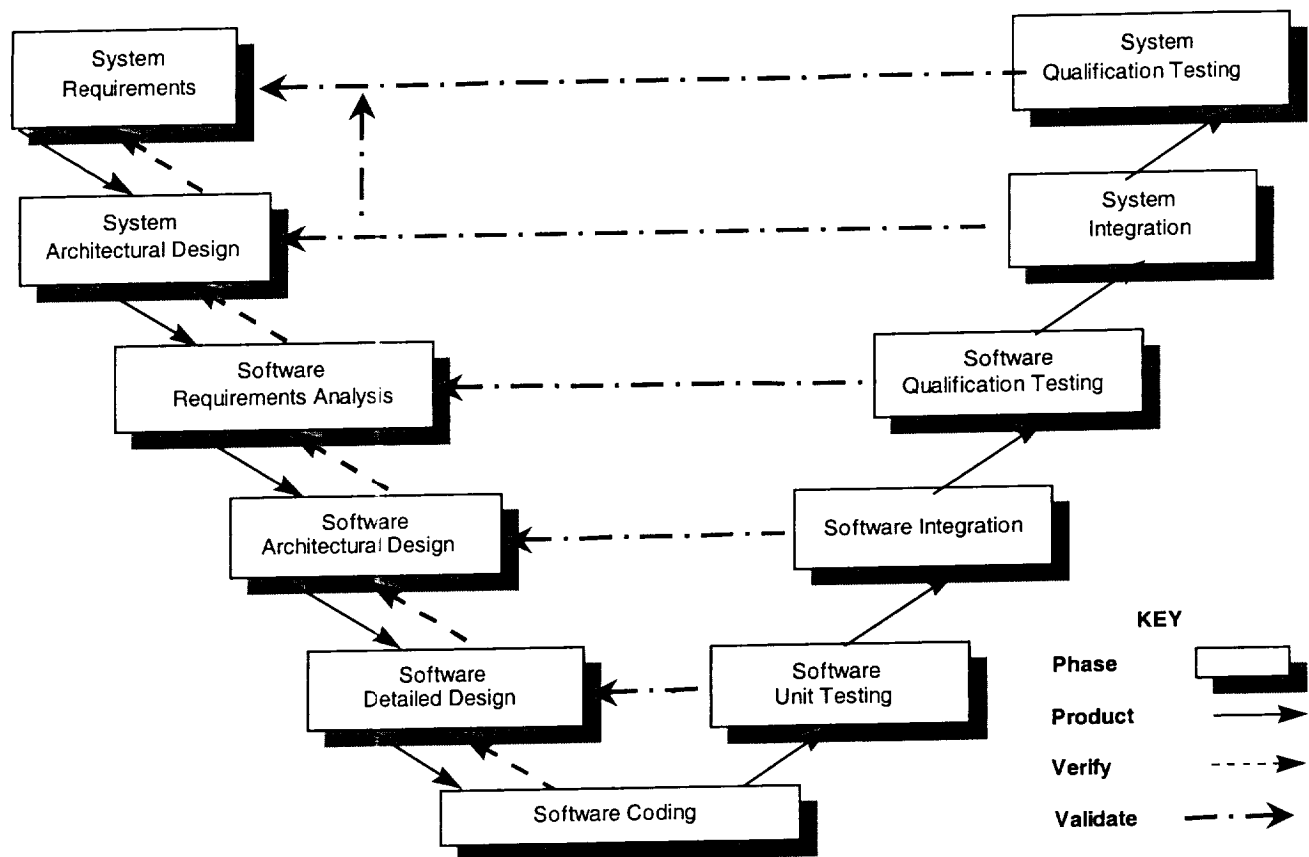 System
Requirements
System
Qualification Testing
System
Architectural Design
System
Integration
Software
Requirements Analysis
Software
Qualification Testing
Software
Architectural Design
Software Integration
Software
Detailed Design
Software
Unit Testing
Software Coding
KEY
Phase
Product
Verify
Validate